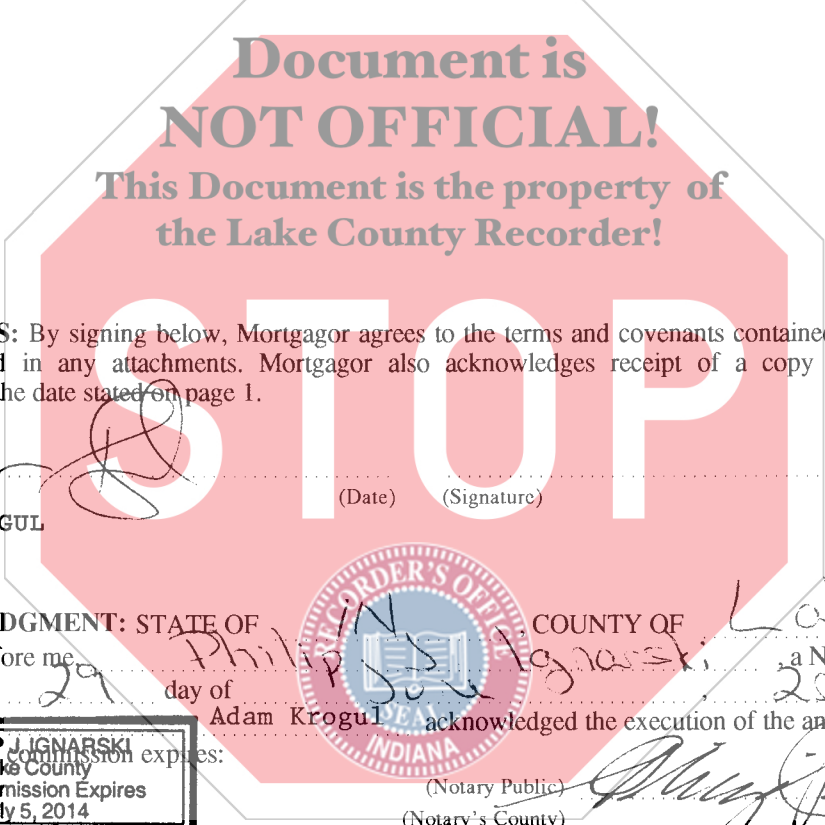 Document is
NOT OFFICIAL!
This Document is the property of
the Lake County Recorder!
STOP
S: By signing below, Mortgagor agrees to the terms and covenants contained
in any attachments. Mortgagor also acknowledges receipt of a copy
he date stated on page 1.
(Date) (Signature)
GUL
DGMENT: STATE OF IN, COUNTY OF La
ore me Philip J Ignarski, a N
29 day of July, 20
Adam Krogul acknowledged the execution of the an
RECORDER'S OFFICE
SEAL
INDIANA
J IGNARSKI
commission expires:
ke County
mission Expires
ly 5, 2014
(Notary Public)
(Notary's County)